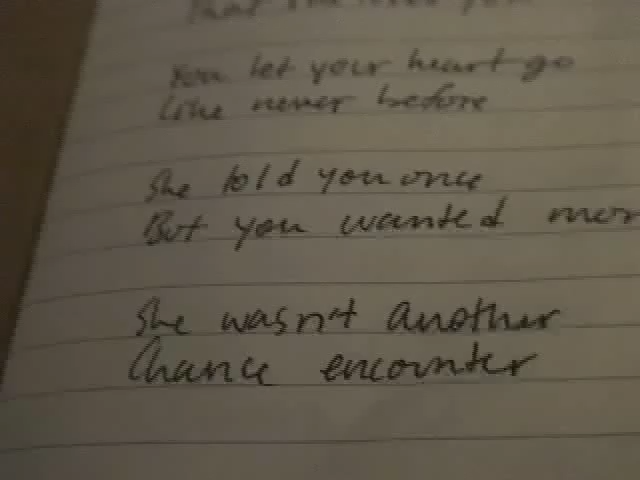 You let your heart go
Like never before
She told you once
But you wanted
She wasn't another
Chance encounter